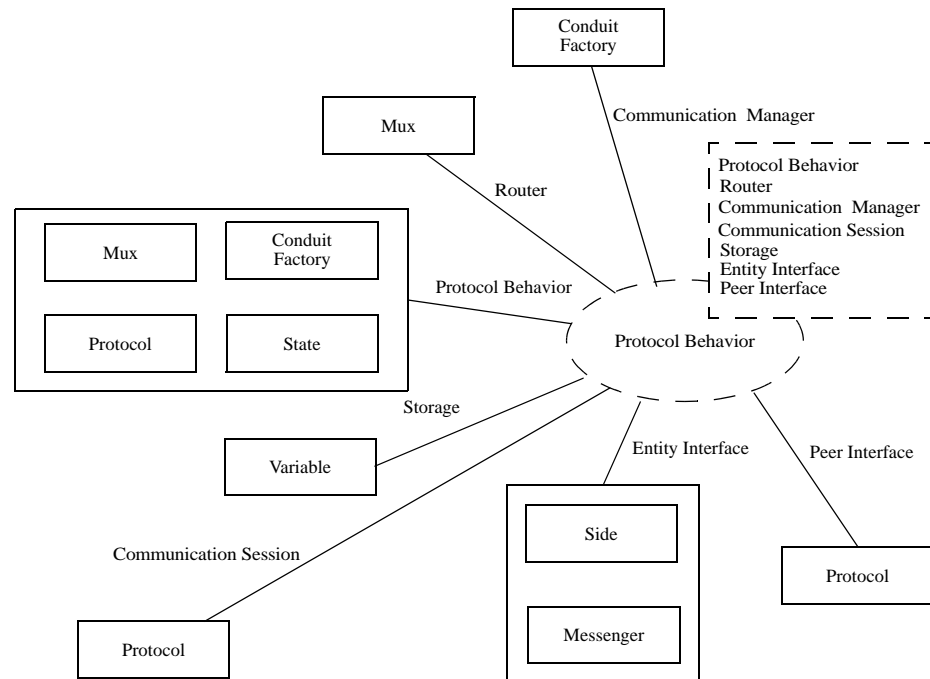 Conduit
Factory
Mux
Communication Manager
Protocol Behavior
Router
Communication Manager
Communication Session
Storage
Entity Interface
Peer Interface
Router
Mux
Conduit
Factory
Protocol
State
Protocol Behavior
Protocol Behavior
Storage
Variable
Entity Interface
Peer Interface
Communication Session
Side
Messenger
Protocol
Protocol